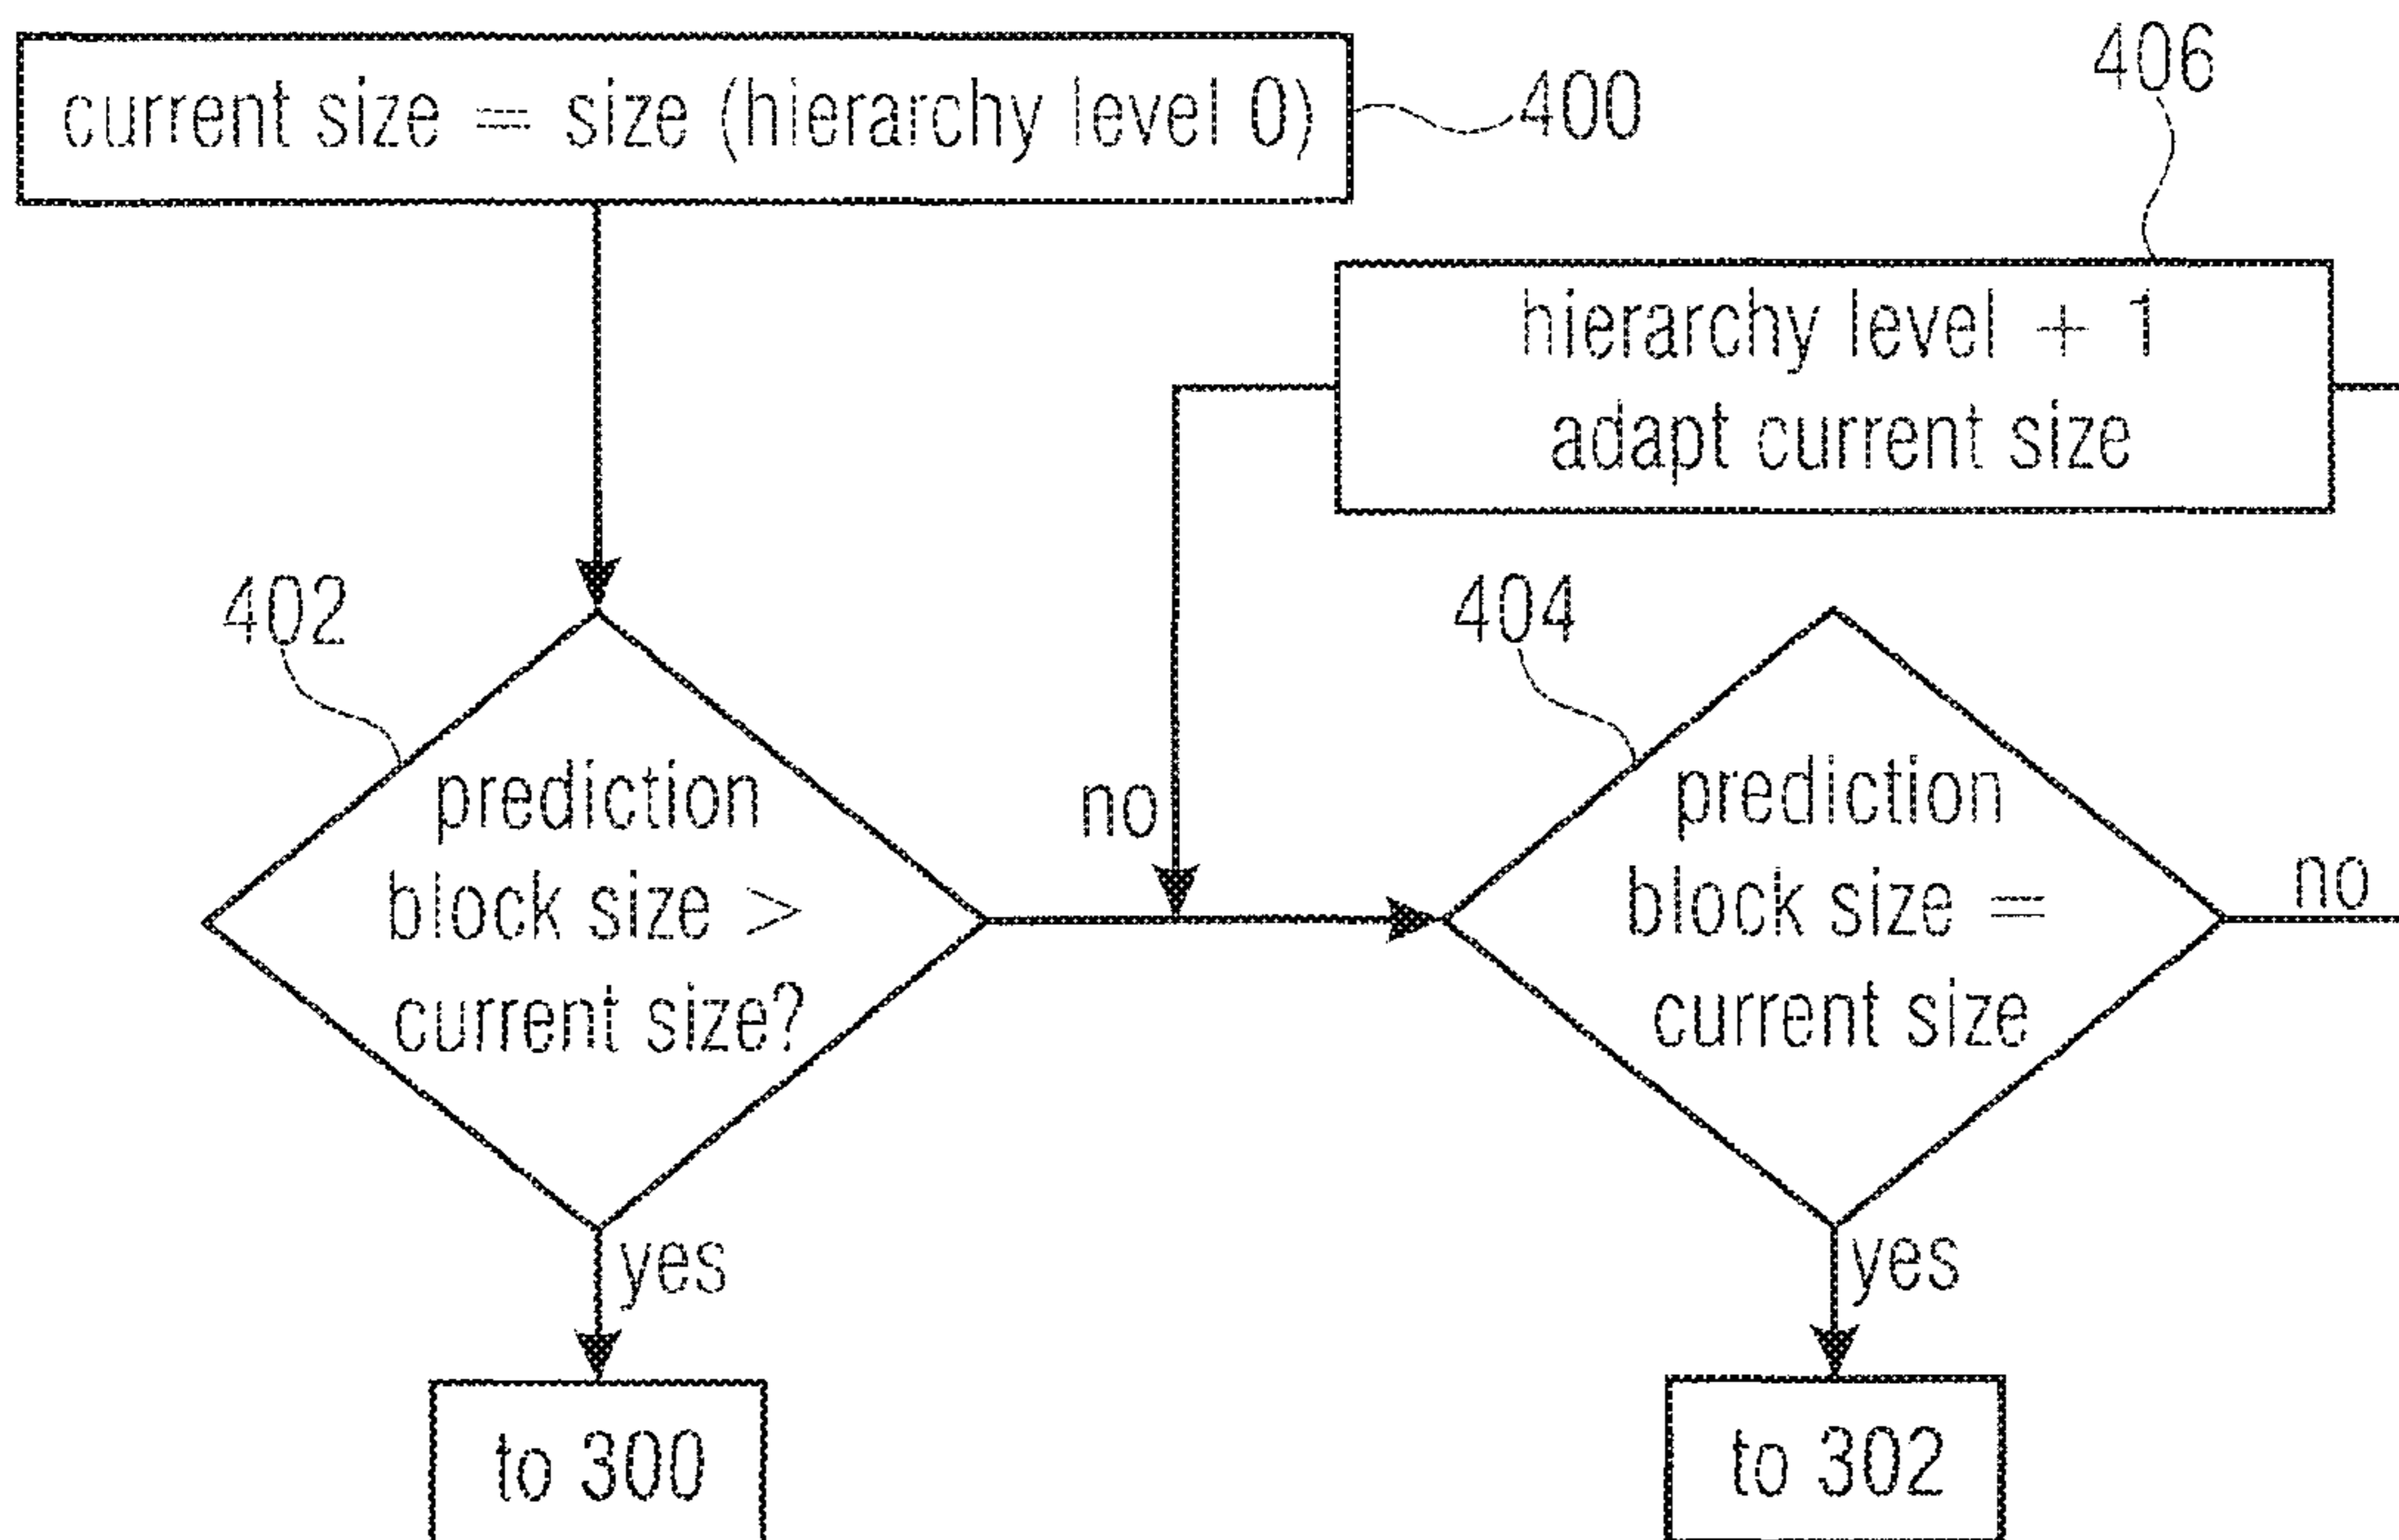 current size = size (hierarchy level 0)
400
406
hierarchy level + 1
adapt current size
402
prediction
block size >
current size?
no
404
prediction
block size =
current size
no
yes
yes
to 300
to 302